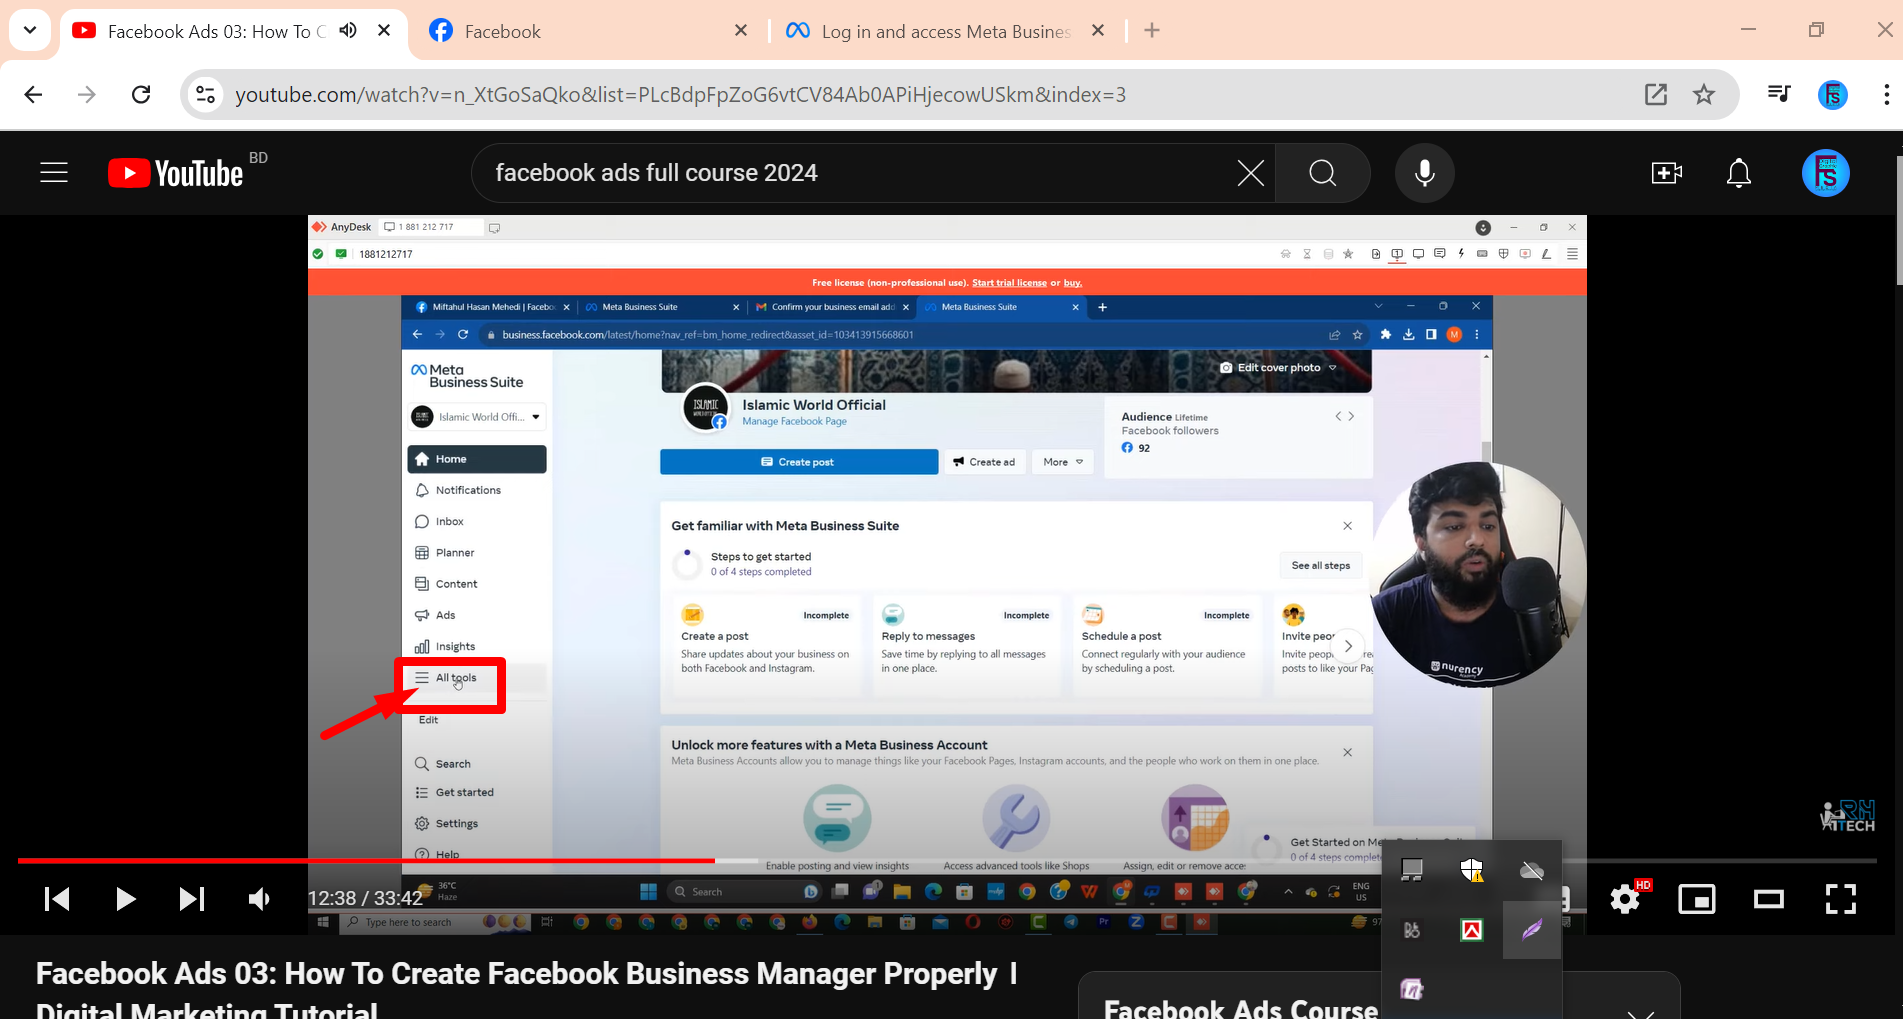 Facebook Ads 03: How To C
Facebook
Log in and access Meta Busines
youtube.com/watch?v=n_XtGoSaQko&list=PLcBdpFpZoG6vtCV84Ab0APiHjecowUSkm&index=3
YouTube BD
facebook ads full course 2024
AnyDesk 1 881 212 717
1881212717
Free license (non-professional use). Start trial license or buy.
Miftahul Hasan Mehedi | Facebo
Meta Business Suite
Confirm your business email add
Meta Business Suite
business.facebook.com/latest/home?nav_ref=bm_home_redirect&asset_id=103413915668601
M
Meta
Business Suite
Islamic World Offi...
Home
Notifications
Inbox
Planner
Content
Ads
Insights
All tools
Edit
Search
Get started
Settings
Help
Edit cover photo
ISLAMIC
Islamic World Official
Manage Facebook Page
Create post
Create ad
More
Audience Lifetime
Facebook followers
92
Get familiar with Meta Business Suite
Steps to get started
0 of 4 steps completed
See all steps
Incomplete
Create a post
Share updates about your business on
both Facebook and Instagram.
Incomplete
Reply to messages
Save time by replying to all messages
in one place.
Incomplete
Schedule a post
Connect regularly with your audience
by scheduling a post.
Invite peop
Invite peop
posts to like your Pag
nurency
Unlock more features with a Meta Business Account
Meta Business Accounts allow you to manage things like your Facebook Pages, Instagram accounts, and the people who work on them in one place.
Enable posting and view insights
Access advanced tools like Shops
Assign, edit or remove acce
Get Started on Met
0 of 4 steps complet
RH
ITECH
36°C
Haze
Search
ENG
US
12:38 / 33:42
HD
Type here to search
97
Facebook Ads 03: How To Create Facebook Business Manager Properly |
Digital Marketing Tutorial
Facebook Ads Course